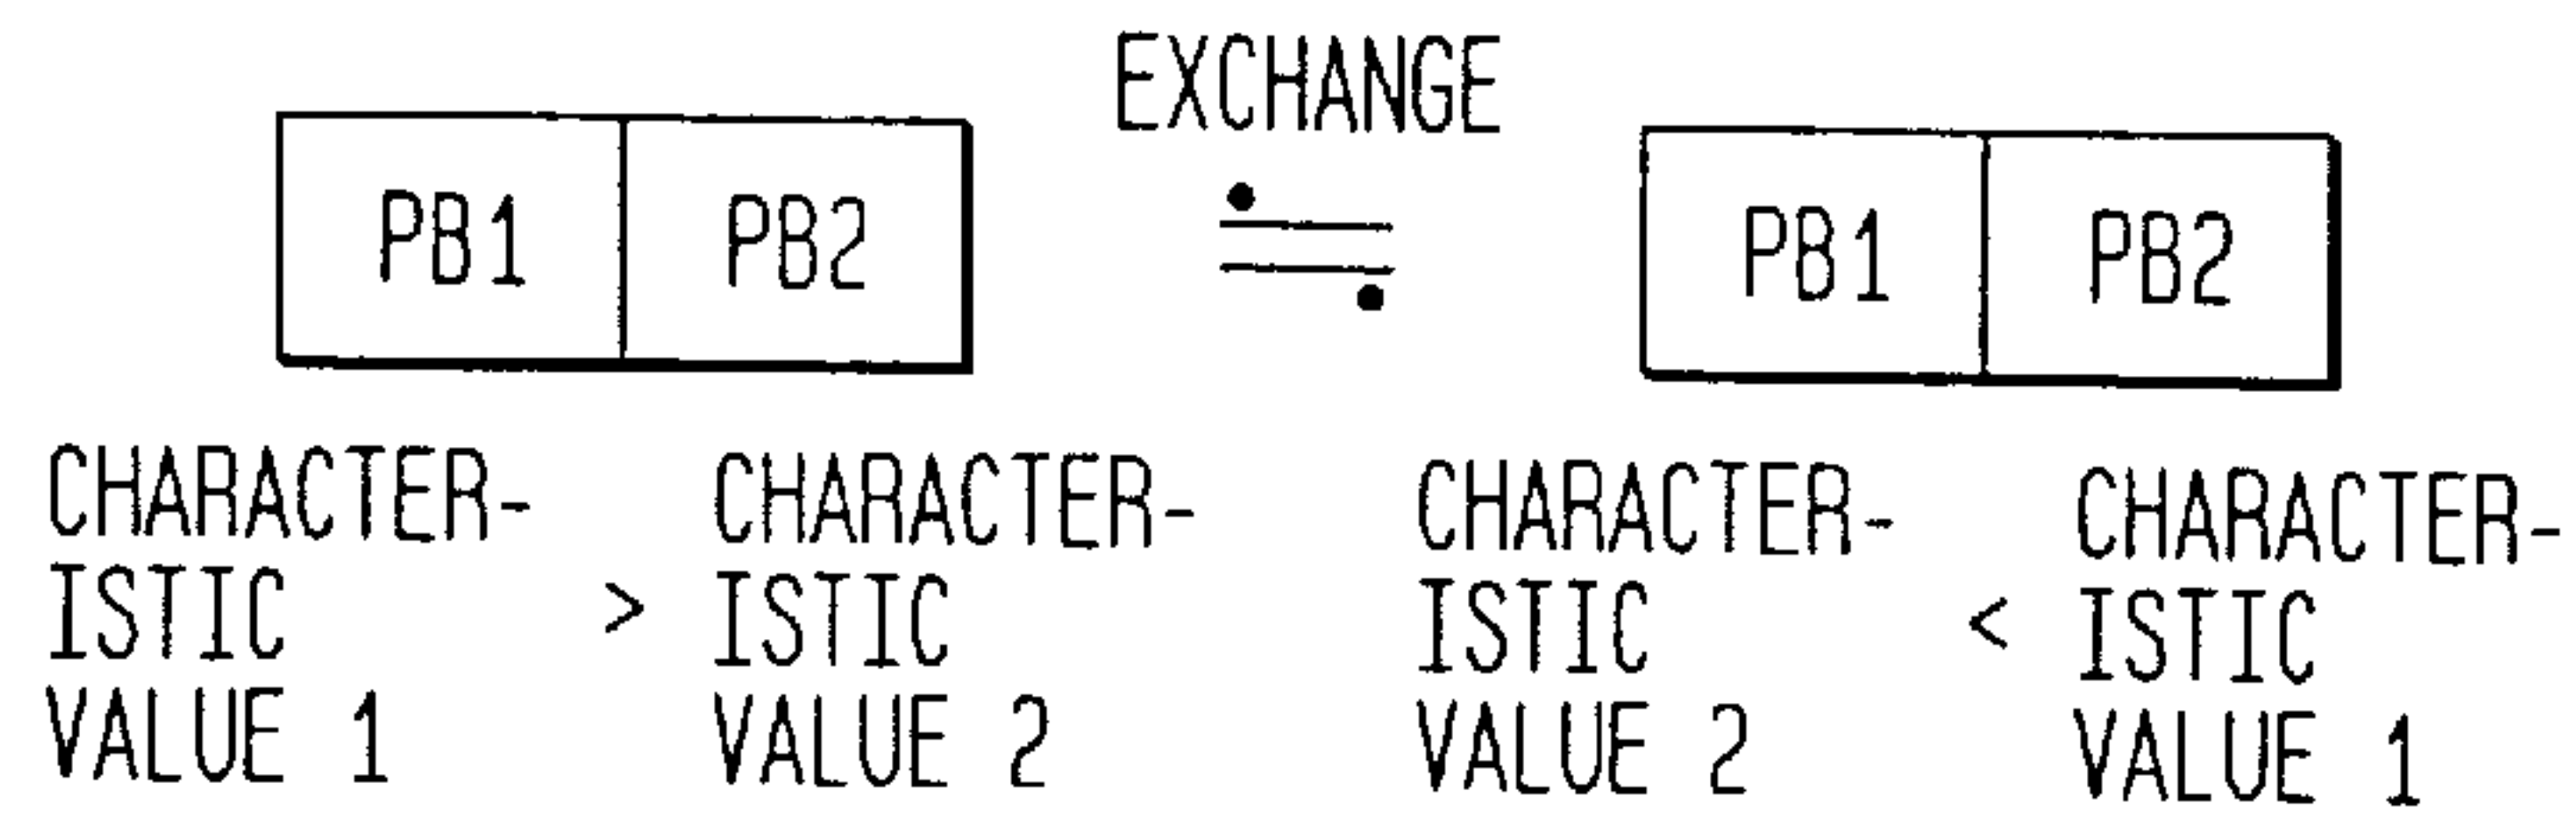 EXCHANGE
PB1 PB2 ≒ PB1 PB2
CHARACTER- CHARACTER- CHARACTER- CHARACTER-
ISTIC > ISTIC ISTIC < ISTIC
VALUE 1 VALUE 2 VALUE 2 VALUE 1